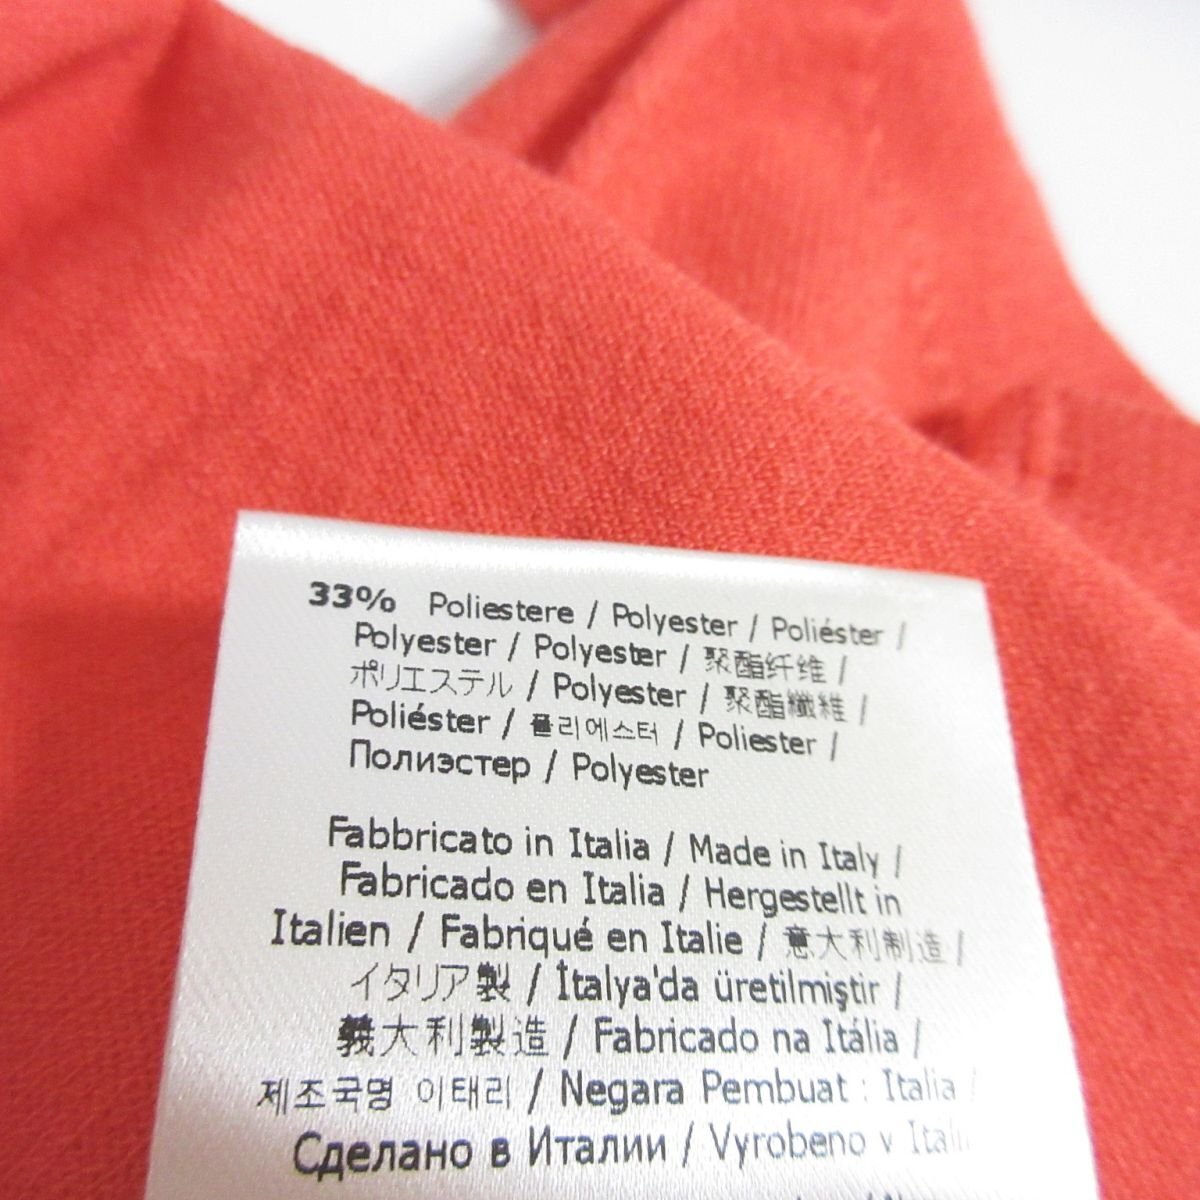 33% Poliestere / Polyester / Poliéster /
Polyester / Polyester / 聚酯纤维 /
ポリエステル / Polyester / 聚酯纖維 /
Poliéster / 폴리에스터 / Poliester /
Полиэстер / Polyester
Fabbricato in Italia / Made in Italy /
Fabricado en Italia / Hergestellt in
Italien / Fabriqué en Italie / 意大利制造 /
イタリア製 / İtalya'da üretilmiştir /
義大利製造 / Fabricado na Itália /
제조국명 이태리 / Negara Pembuat : Italia /
Сделано в Италии / Vyrobeno v